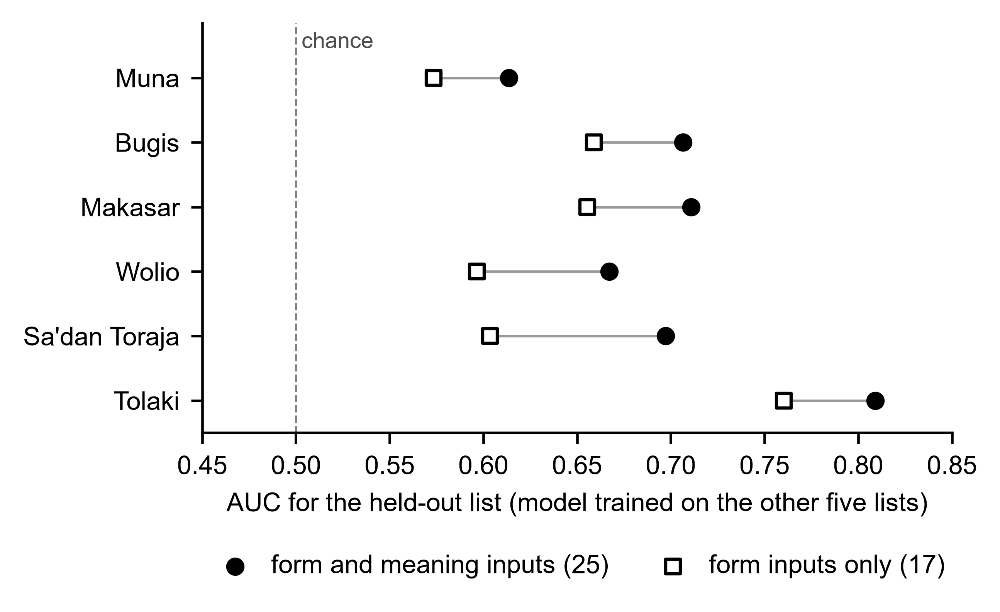 chance
Muna
Bugis
Makasar
Wolio
Sa'dan Toraja
Tolaki
0.45 0.50 0.55 0.60 0.65 0.70 0.75 0.80 0.85
AUC for the held-out list (model trained on the other five lists)
form and meaning inputs (25) form inputs only (17)